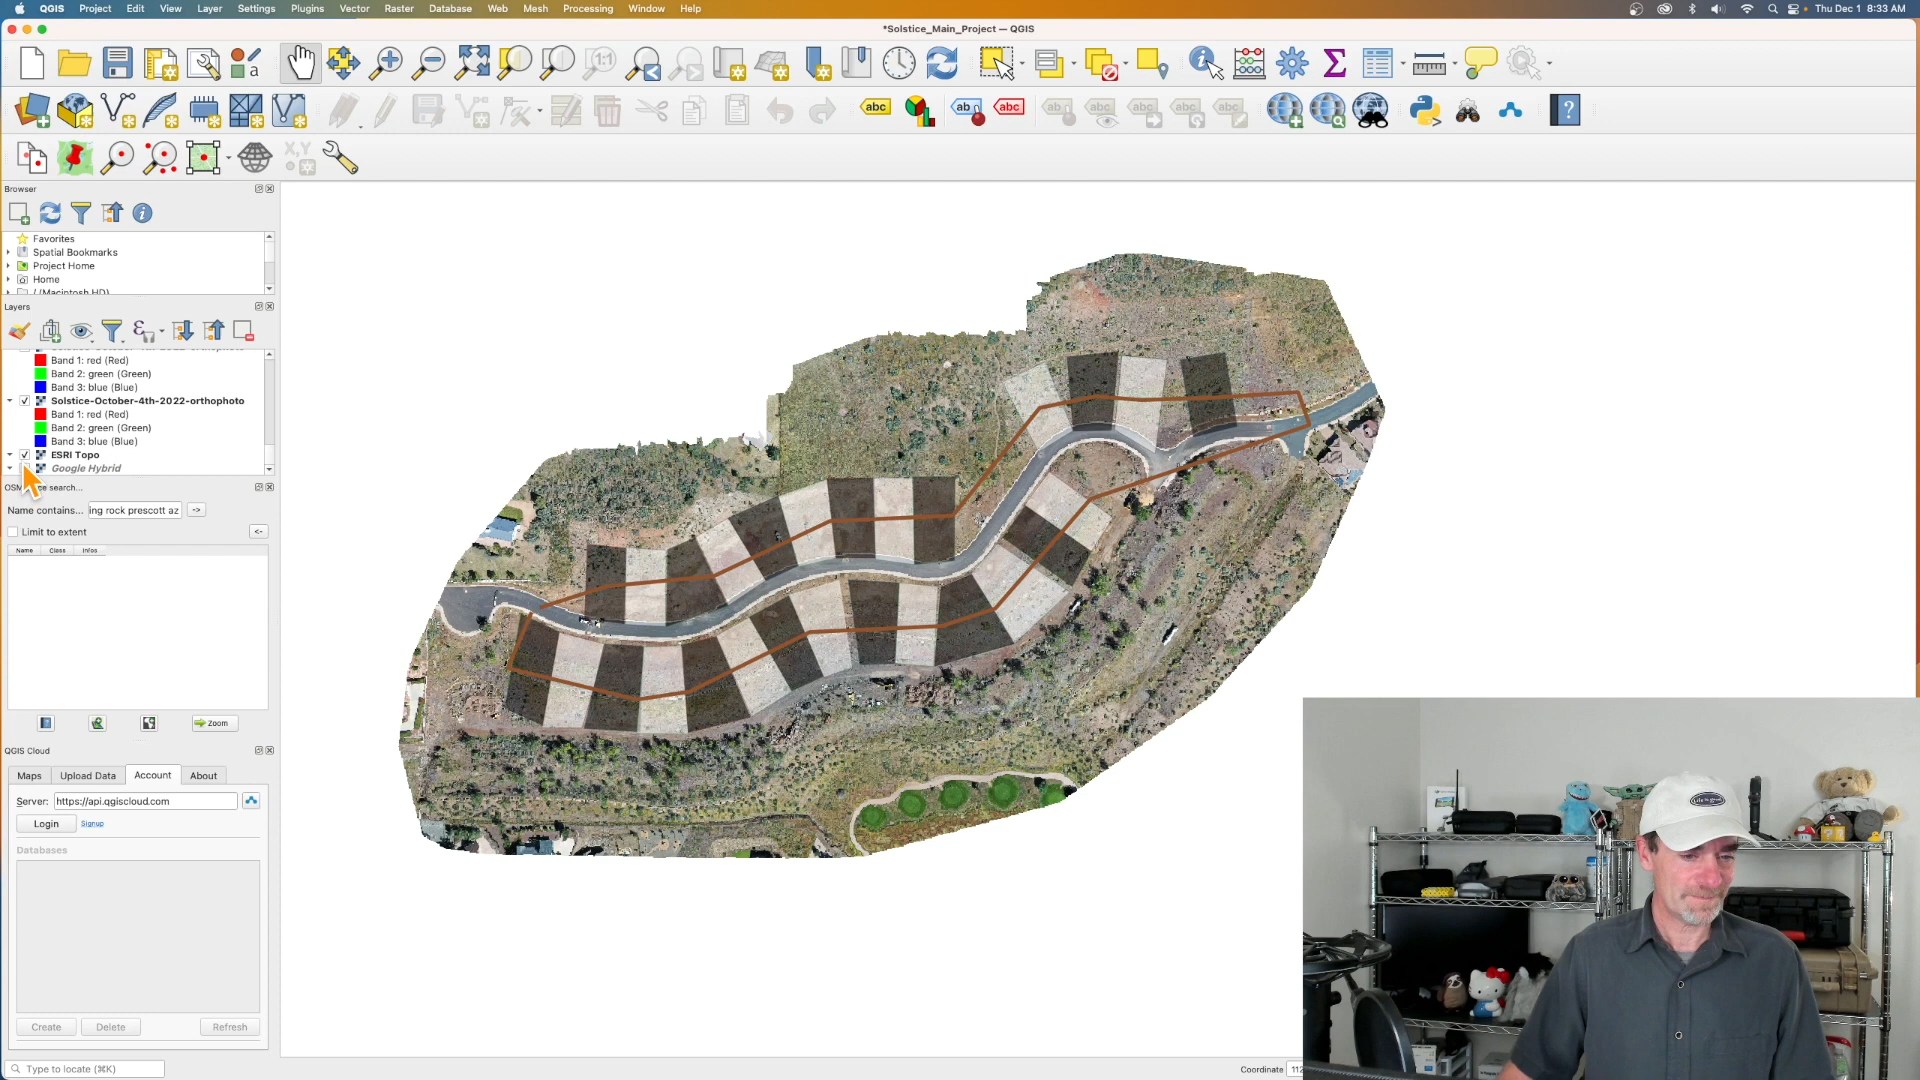 QGIS Project Edit View Layer Settings Plugins Vector Raster Database Web Mesh Processing Window Help
Thu Dec 1 8:33 AM
*Solstice_Main_Project — QGIS
Browser
Favorites
Spatial Bookmarks
Project Home
Home
/ (Macintosh HD)
Layers
Band 1: red (Red)
Band 2: green (Green)
Band 3: blue (Blue)
Solstice-October-4th-2022-orthophoto
Band 1: red (Red)
Band 2: green (Green)
Band 3: blue (Blue)
ESRI Topo
Google Hybrid
search...
Name contains... ing rock prescott az ->
Limit to extent <-
Name Class Infos
Zoom
QGIS Cloud
Maps Upload Data Account About
Server: https://api.qgiscloud.com
Login Signup
Databases
Create Delete Refresh
Type to locate (⌘K)
Coordinate 112